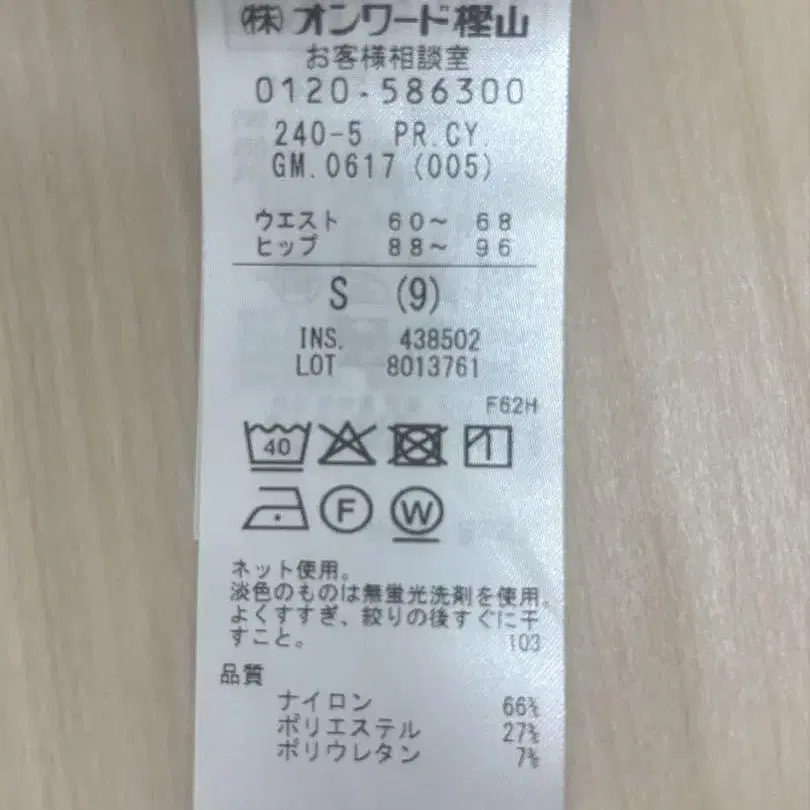 ㈱オンワード樫山
お客様相談室
0120-586300
240-5 PR.CY.
GM.0617 (005)
ウエスト 60～ 68
ヒップ 88～ 96
S (9)
INS. 438502
LOT 8013761
F62H
40
F W
ネット使用。
淡色のものは無蛍光洗剤を使用。
よくすすぎ、絞りの後すぐに干
すこと。 103
品質
ナイロン 66%
ポリエステル 27%
ポリウレタン 7%